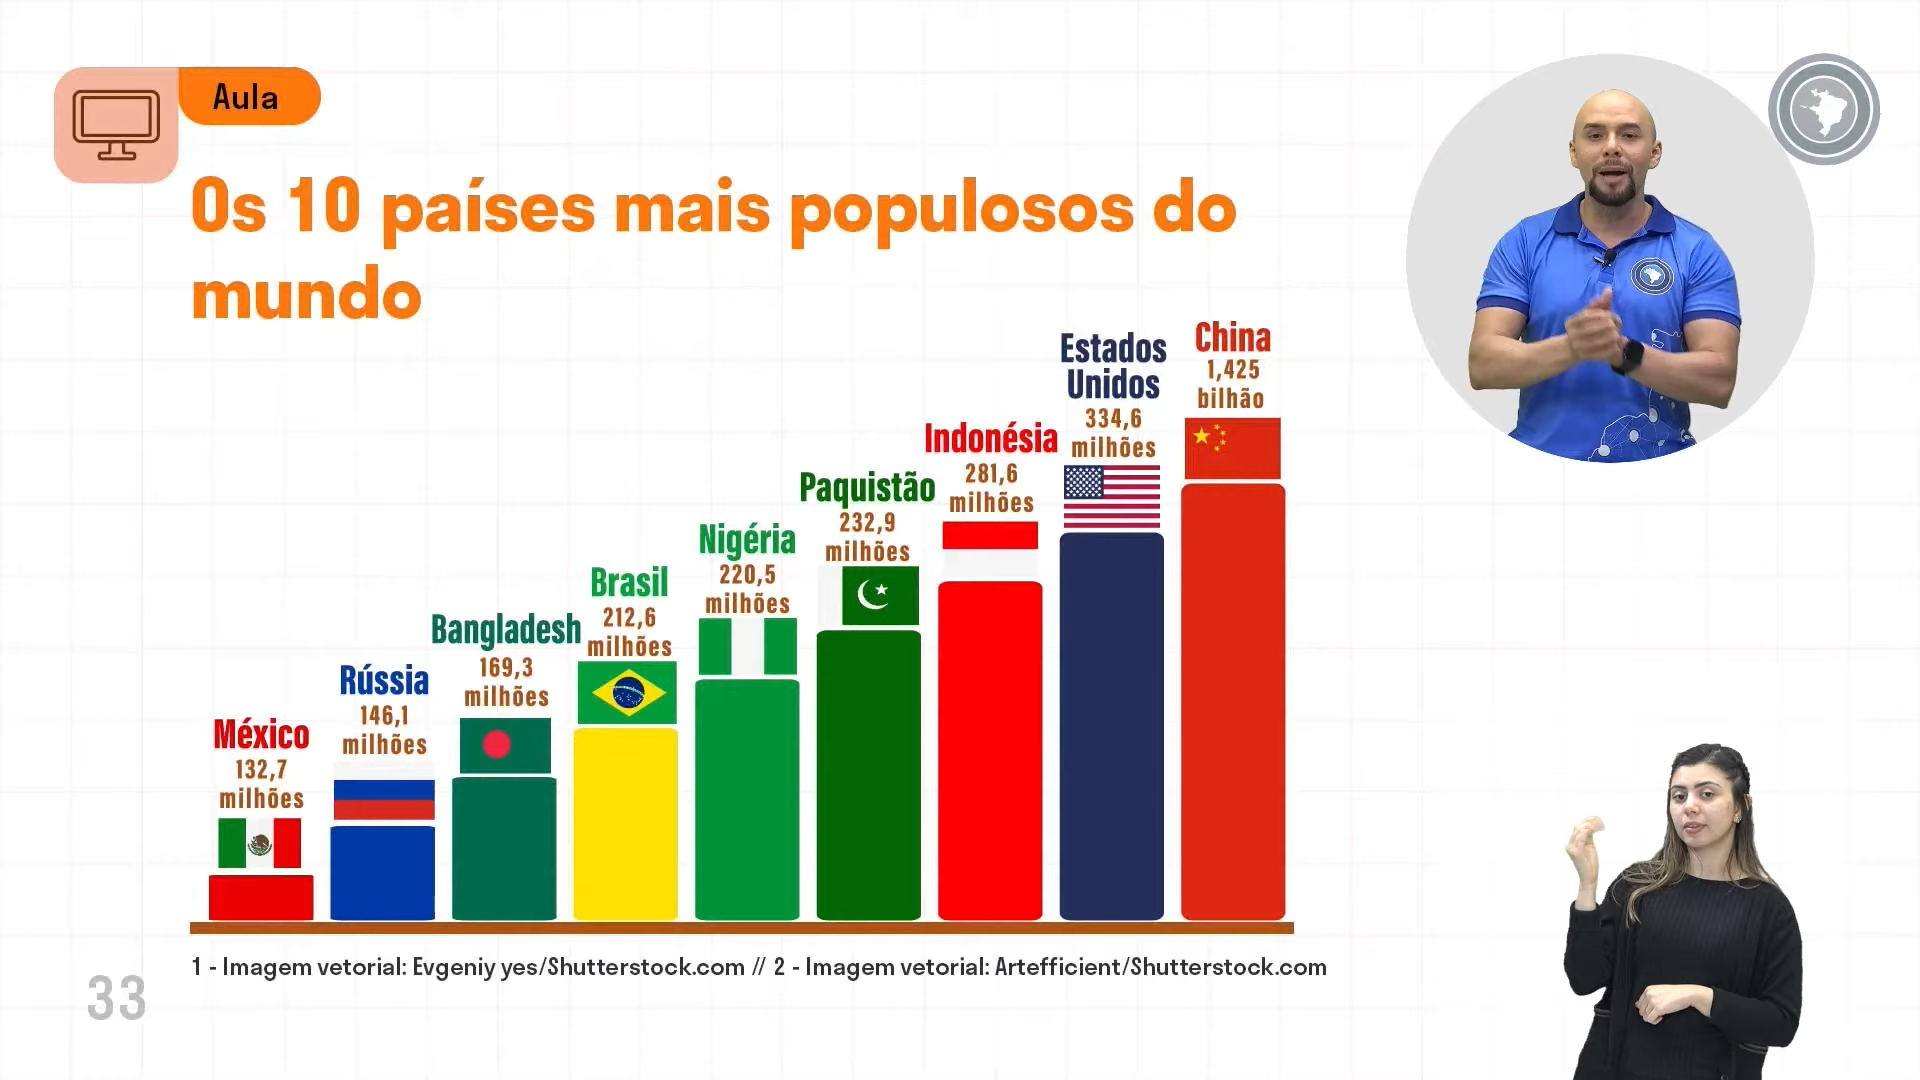 Aula
Os 10 países mais populosos do
mundo
México
132,7
milhões
Rússia
146,1
milhões
Bangladesh
169,3
milhões
Brasil
212,6
milhões
Nigéria
220,5
milhões
Paquistão
232,9
milhões
Indonésia
281,6
milhões
Estados
Unidos
334,6
milhões
China
1,425
bilhão
1 - Imagem vetorial: Evgeniy yes/Shutterstock.com // 2 - Imagem vetorial: Artefficient/Shutterstock.com
33